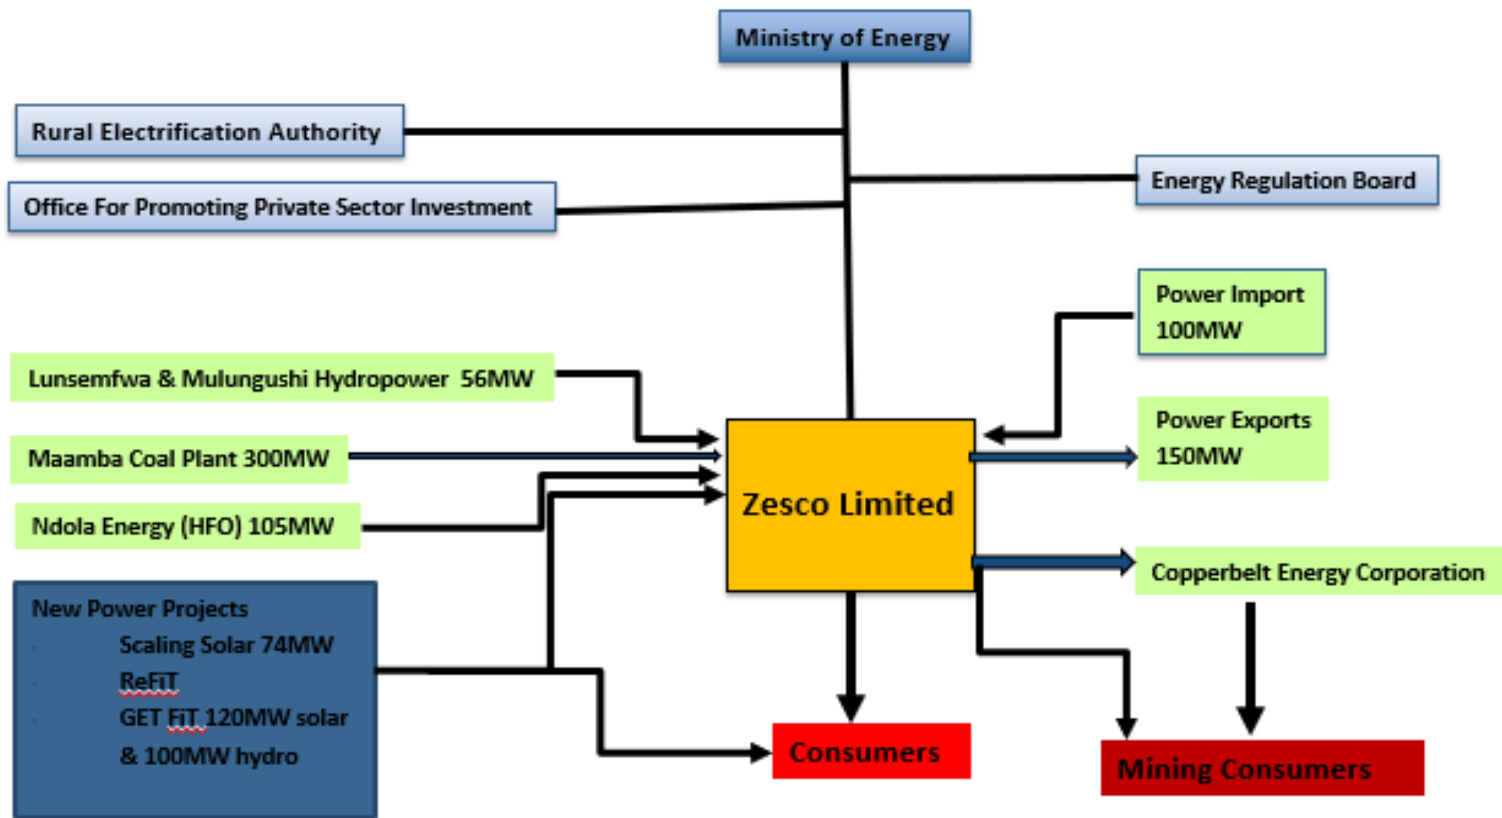 Ministry of Energy
Rural Electrification Authority
Energy Regulation Board
Office For Promoting Private Sector Investment
Power Import
100MW
Lunsemfwa & Mulungushi Hydropower 56MW
Power Exports
150MW
Maamba Coal Plant 300MW
Zesco Limited
Ndola Energy (HFO) 105MW
Copperbelt Energy Corporation
New Power Projects
Scaling Solar 74MW
ReFiT
GET FiT 120MW solar
& 100MW hydro
Consumers
Mining Consumers